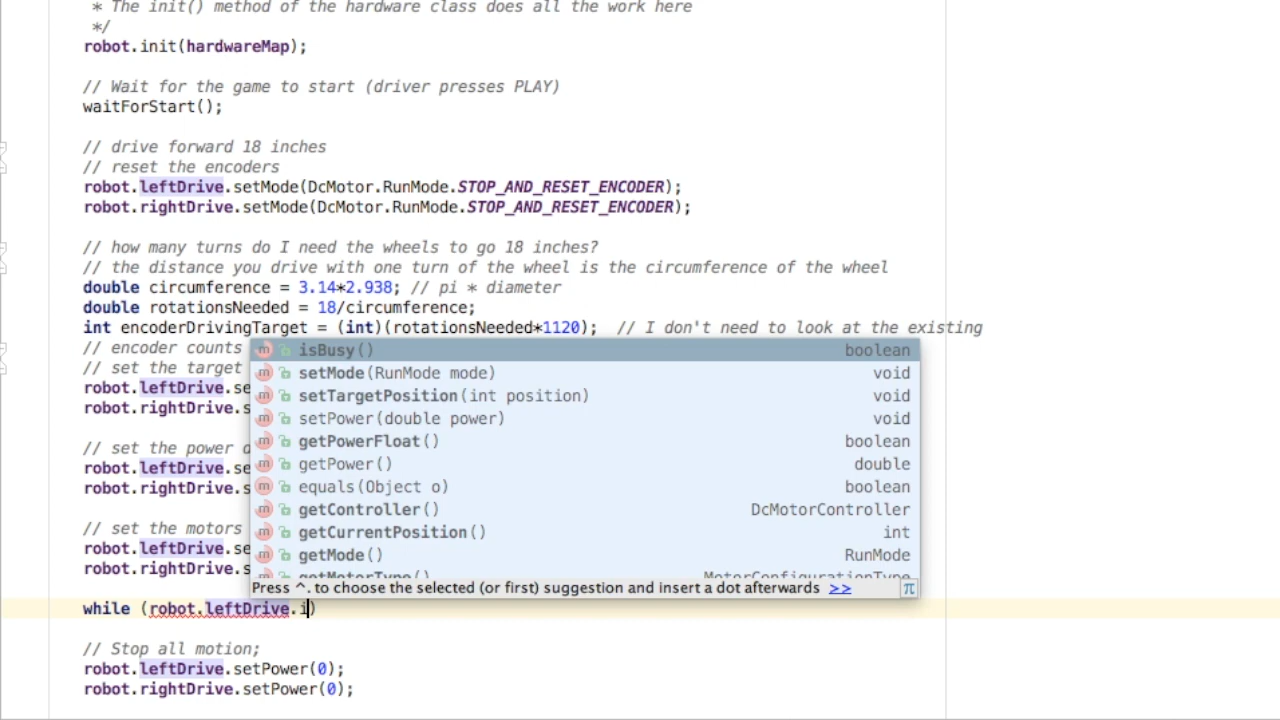 * The init() method of the hardware class does all the work here
*/
robot.init(hardwareMap);
// Wait for the game to start (driver presses PLAY)
waitForStart();
// drive forward 18 inches
// reset the encoders
robot.leftDrive.setMode(DcMotor.RunMode.STOP_AND_RESET_ENCODER);
robot.rightDrive.setMode(DcMotor.RunMode.STOP_AND_RESET_ENCODER);
// how many turns do I need the wheels to go 18 inches?
// the distance you drive with one turn of the wheel is the circumference of the wheel
double circumference = 3.14*2.938; // pi * diameter
double rotationsNeeded = 18/circumference;
int encoderDrivingTarget = (int)(rotationsNeeded*1120);  // I don't need to look at the existing
// encoder counts
// set the target
robot.leftDrive.se
robot.rightDrive.s
// set the power
robot.leftDrive.se
robot.rightDrive.s
// set the motors
robot.leftDrive.se
robot.rightDrive.s
isBusy() boolean
setMode(RunMode mode) void
setTargetPosition(int position) void
setPower(double power) void
getPowerFloat() boolean
getPower() double
equals(Object o) boolean
getController() DcMotorController
getCurrentPosition() int
getMode() RunMode
getMotorType() MotorConfigurationType
Press ^. to choose the selected (or first) suggestion and insert a dot afterwards >> π
while (robot.leftDrive.i)
// Stop all motion;
robot.leftDrive.setPower(0);
robot.rightDrive.setPower(0);